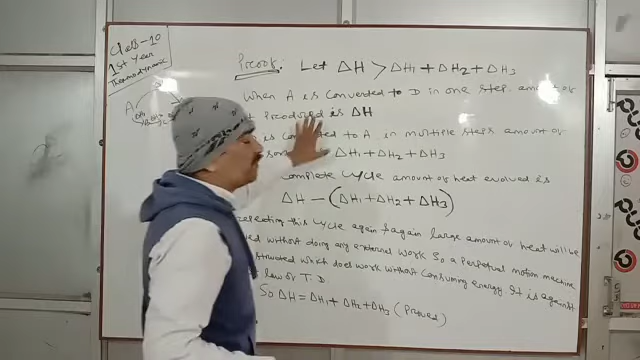 Class-10
1st Year
Thermodynamic
Proof: Let ΔH > ΔH1 + ΔH2 + ΔH3
When A is converted to D in one step. amount of
produced is ΔH
is converted to A in multiple steps amount of
ΔH1 + ΔH2 + ΔH3
complete cycle amount of heat evolved is
ΔH – (ΔH1 + ΔH2 + ΔH3)
repeating this cycle again & again large amount of heat will be
without doing any external work So a perpetual motion machine
which does work without consuming energy. It is against
law of T.D
So ΔH = ΔH1 + ΔH2 + ΔH3 (Proved)